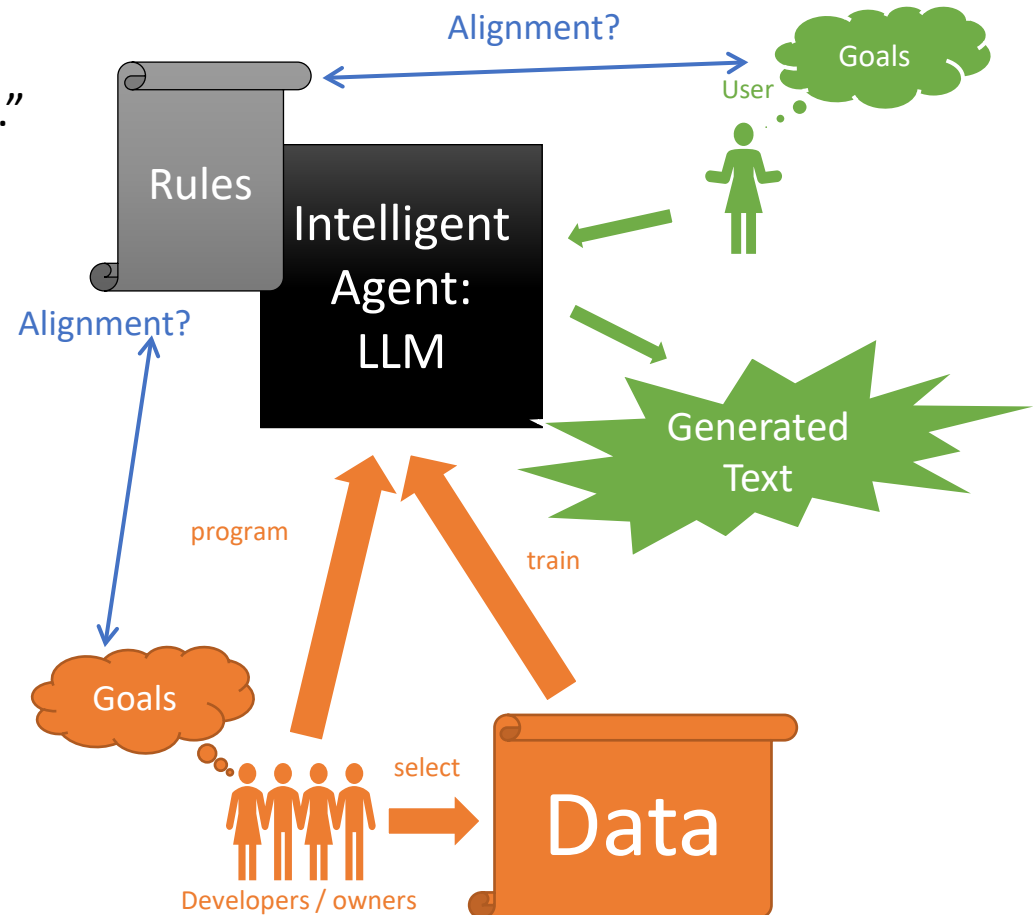 Alignment?
Goals
User
.”
Rules
Intelligent
Agent:
LLM
Alignment?
Generated
Text
program
train
Goals
select
Data
Developers / owners